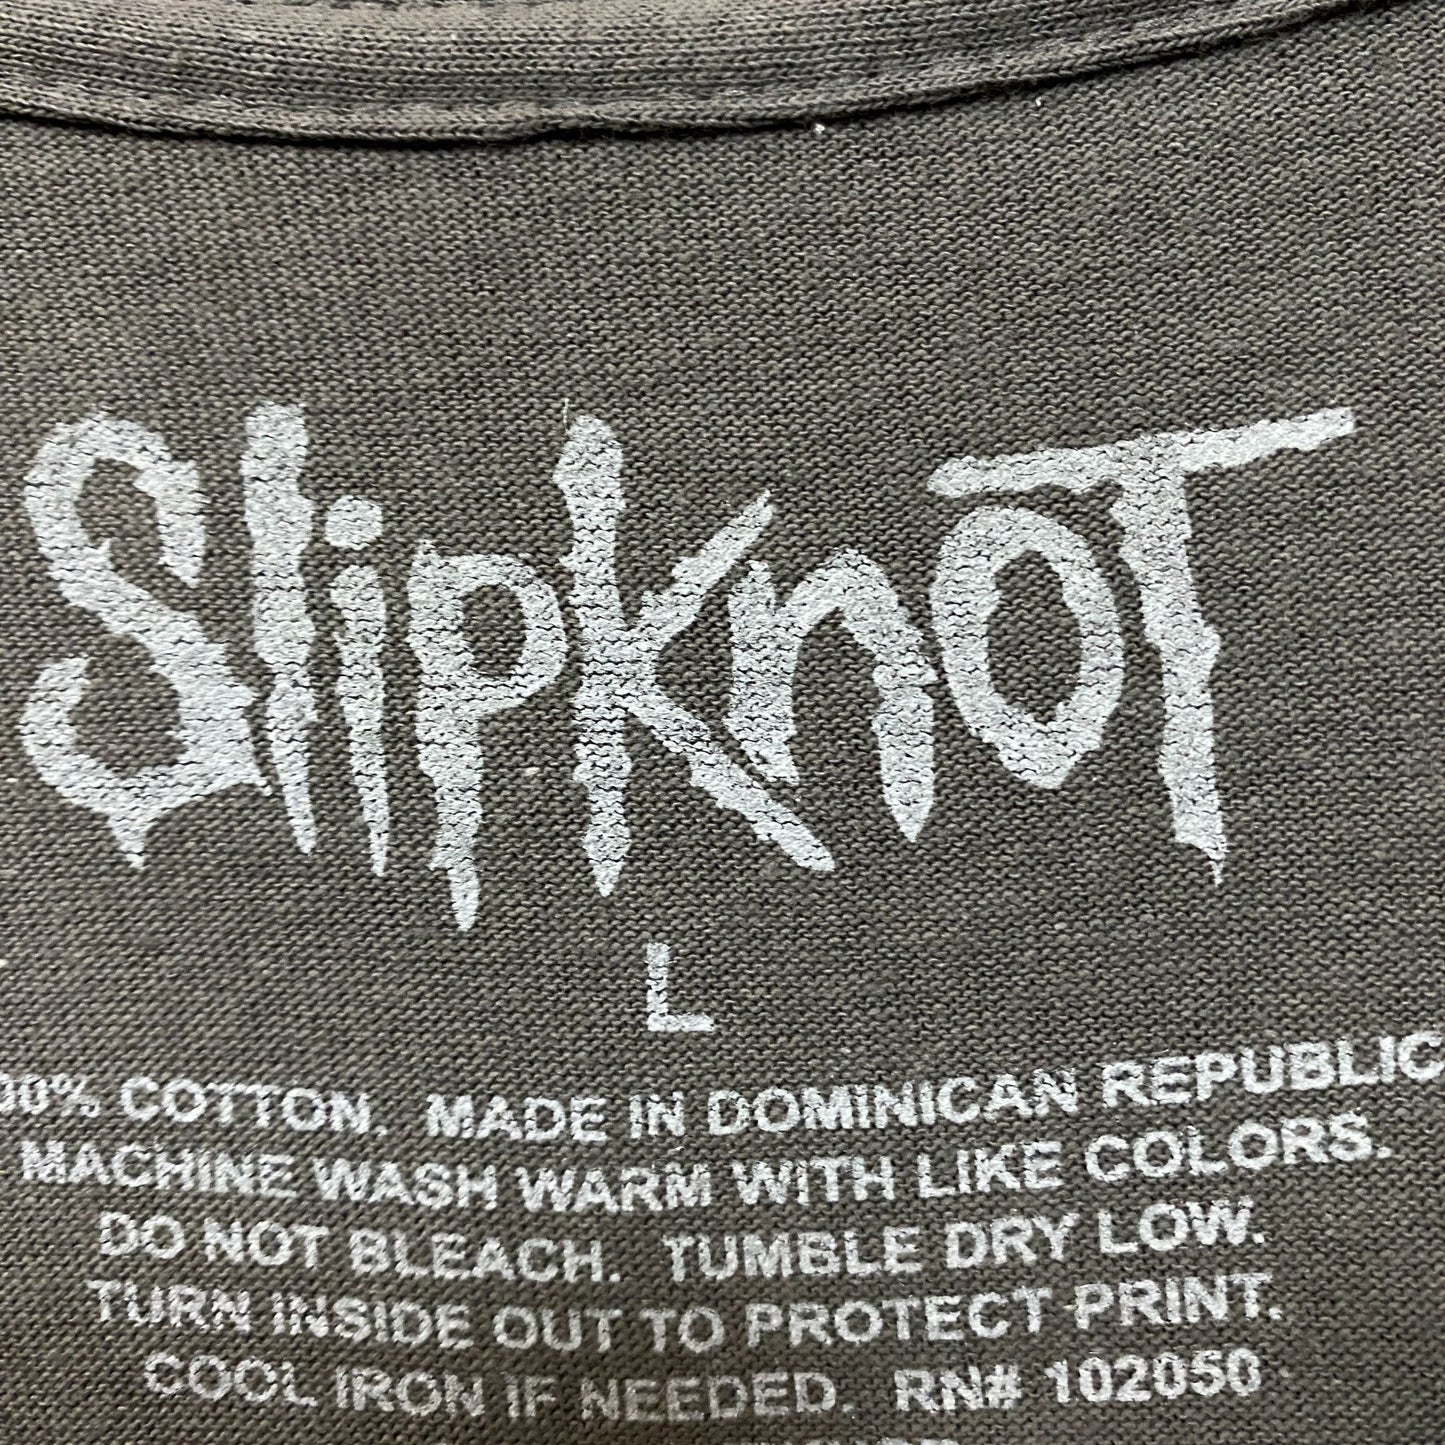 Slipknot
L
00% COTTON. MADE IN DOMINICAN REPUBLIC
MACHINE WASH WARM WITH LIKE COLORS.
DO NOT BLEACH. TUMBLE DRY LOW.
TURN INSIDE OUT TO PROTECT PRINT.
COOL IRON IF NEEDED. RN# 102050